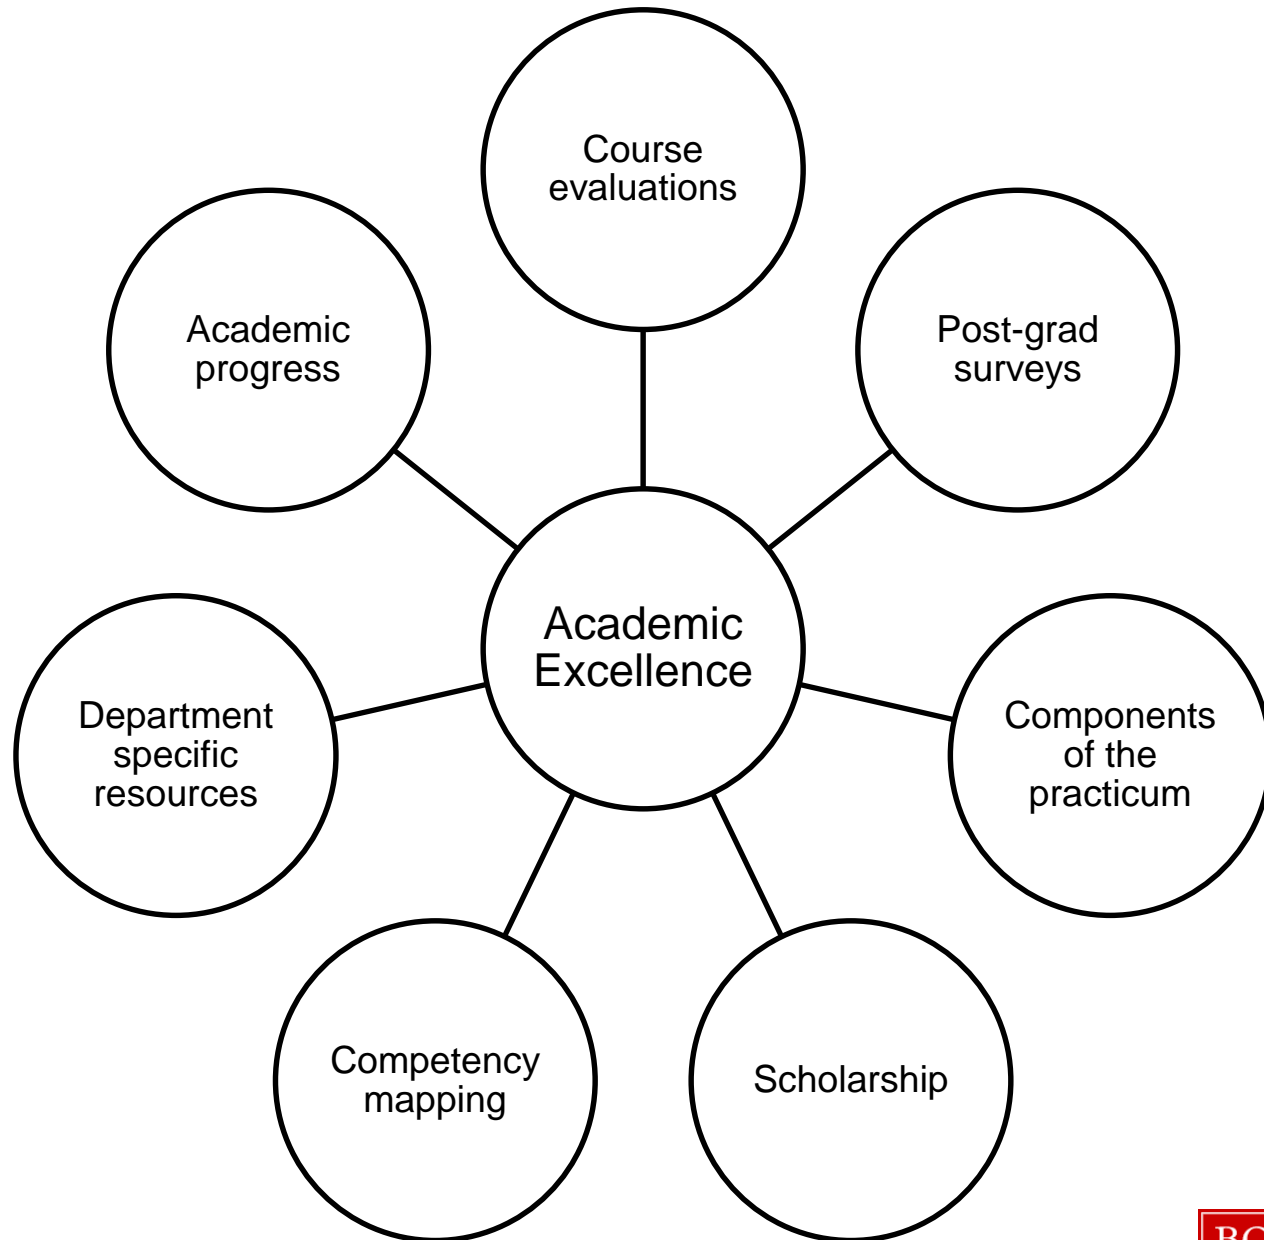 Course
evaluations
Post-grad
surveys
Components
of the
practicum
Scholarship
Competency
mapping
Department
specific
resources
Academic
progress
Academic
Excellence